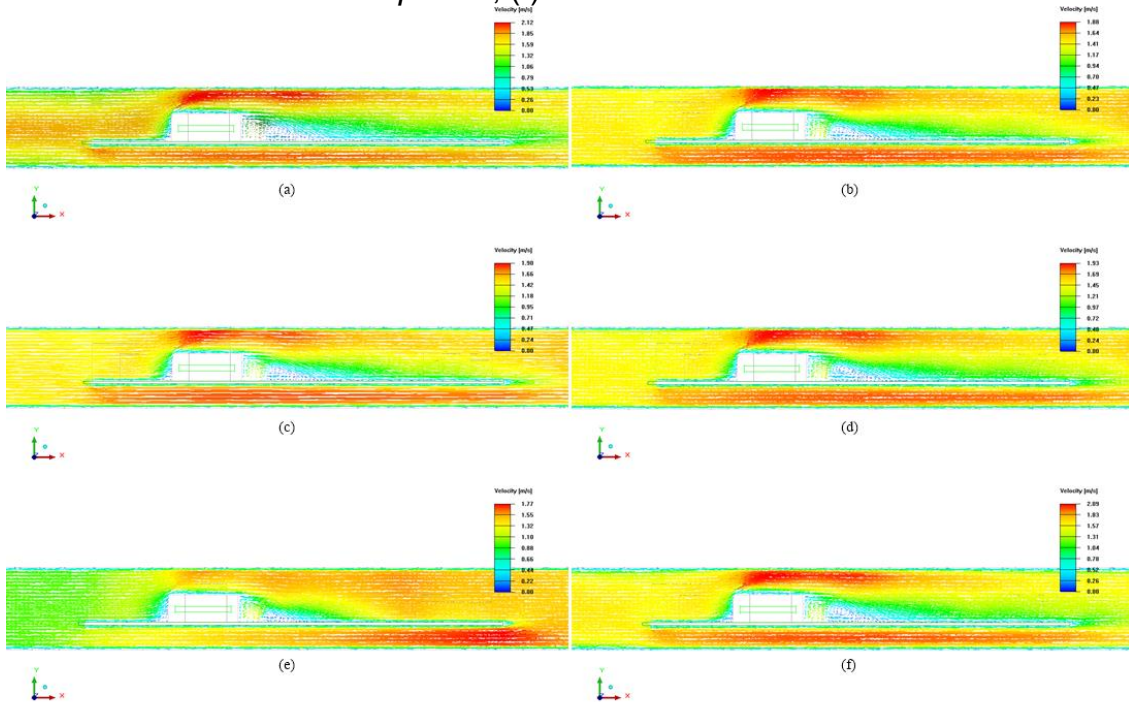 Velocity [m/s]
2.12
1.85
1.59
1.32
1.06
0.79
0.53
0.26
0.00
(a)
Y
X
Velocity [m/s]
1.88
1.64
1.41
1.17
0.94
0.70
0.47
0.23
0.00
(b)
Y
X
Velocity [m/s]
1.90
1.66
1.42
1.18
0.95
0.71
0.47
0.24
0.00
(c)
Y
X
Velocity [m/s]
1.93
1.69
1.45
1.21
0.97
0.72
0.48
0.24
0.00
(d)
Y
X
Velocity [m/s]
1.77
1.55
1.32
1.10
0.88
0.66
0.44
0.22
0.00
(e)
Y
X
Velocity [m/s]
2.09
1.83
1.57
1.31
1.04
0.78
0.52
0.26
0.00
(f)
Y
X